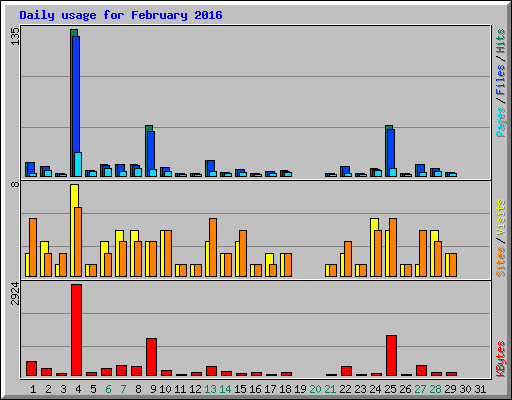 Daily usage for February 2016
135
8
2924
Pages / Files / Hits
Sites / Visits
KBytes
1 2 3 4 5 6 7 8 9 10 11 12 13 14 15 16 17 18 19 20 21 22 23 24 25 26 27 28 29 30 31